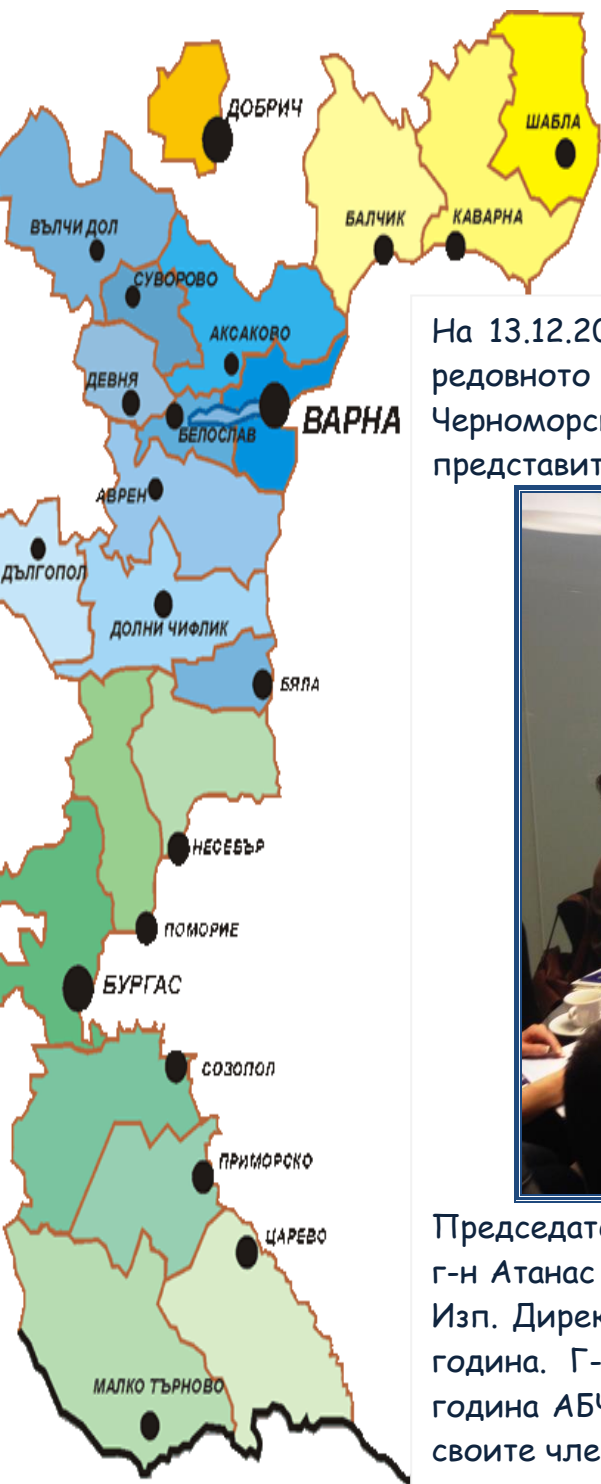 ДОБРИЧ
ШАБЛА
БАЛЧИК
КАВАРНА
ВЪЛЧИ ДОЛ
СУВОРОВО
АКСАКОВО
ДЕВНЯ
БЕЛОСЛАВ
ВАРНА
АВРЕН
ДЪЛГОПОЛ
ДОЛНИ ЧИФЛИК
БЯЛА
НЕСЕБЪР
ПОМОРИЕ
БУРГАС
СОЗОПОЛ
ПРИМОРСКО
ЦАРЕВО
МАЛКО ТЪРНОВО
На 13.12.20
редовното
Черноморс
представит
Председат
г-н Атанас
Изп. Дирек
година. Г-
година АБЧ
своите чле